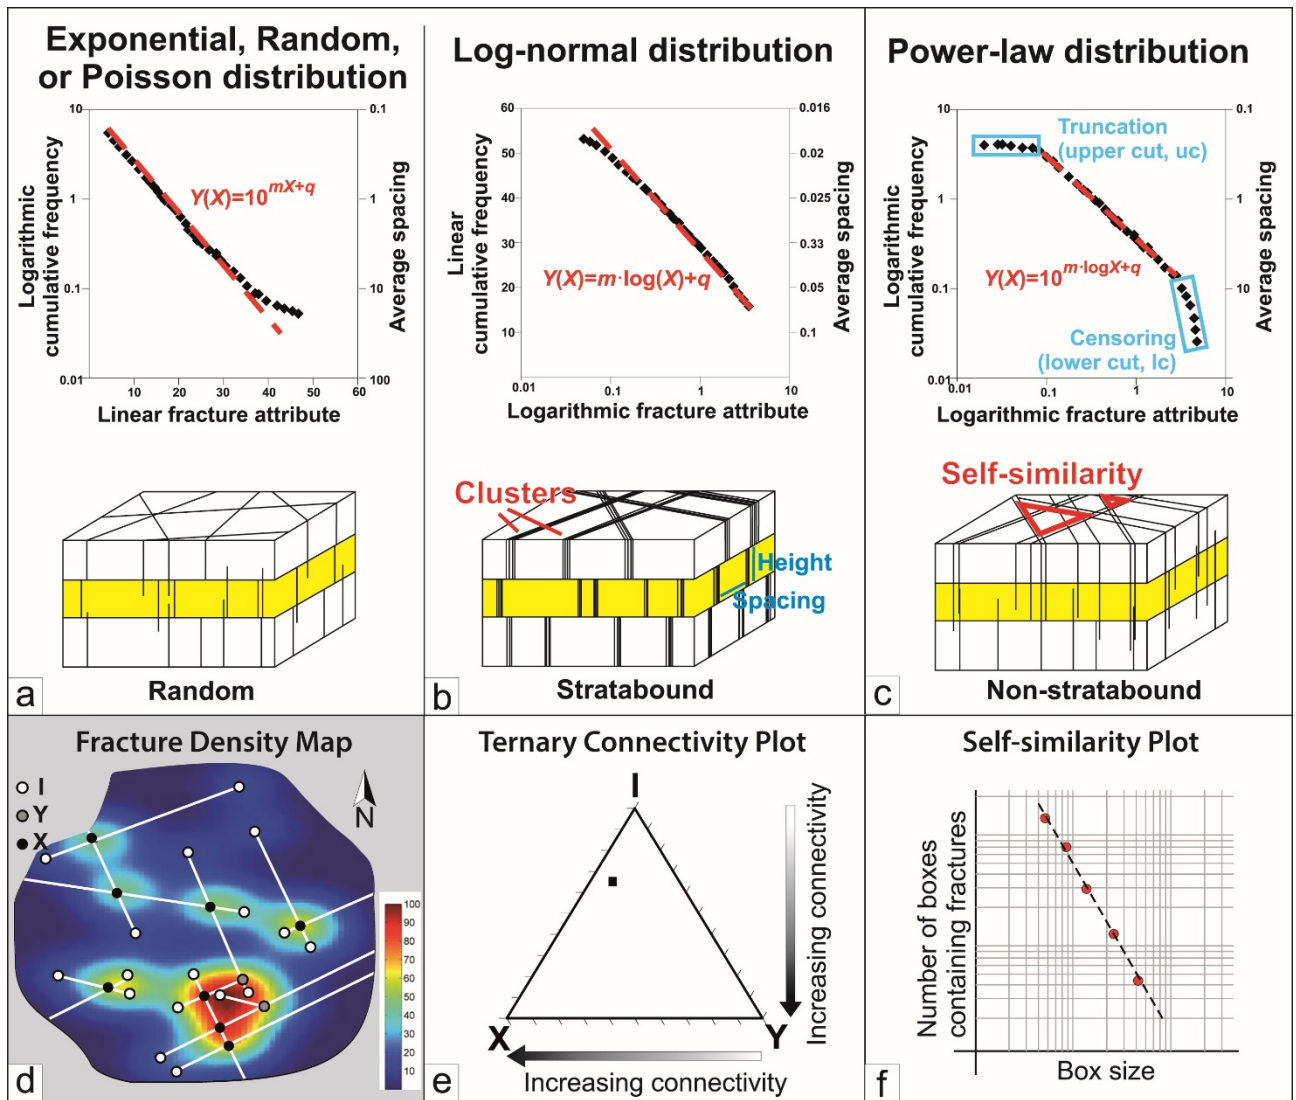 Exponential, Random,
or Poisson distribution
10
1
0.1
0.01
0.1
1
10
100
10
20
30
40
50
60
Logarithmic
cumulative frequency
Average spacing
Y(X)=10^mX+q
Linear fracture attribute
Random
a
Log-normal distribution
60
50
40
30
20
10
0.016
0.02
0.025
0.33
0.05
0.1
0.01
0.1
1
10
Linear
cumulative frequency
Average spacing
Y(X)=m·log(X)+q
Logarithmic fracture attribute
Clusters
Height
Spacing
Stratabound
b
Power-law distribution
10
1
0.1
0.01
0.1
1
10
0.01
0.1
1
10
Logarithmic
cumulative frequency
Average spacing
Truncation
(upper cut, uc)
Y(X)=10^m·logX+q
Censoring
(lower cut, lc)
Logarithmic fracture attribute
Self-similarity
Non-stratabound
c
Fracture Density Map
I
Y
X
N
100
90
80
70
60
50
40
30
20
10
d
Ternary Connectivity Plot
I
X
Y
Increasing connectivity
Increasing connectivity
e
Self-similarity Plot
Number of boxes
containing fractures
Box size
f